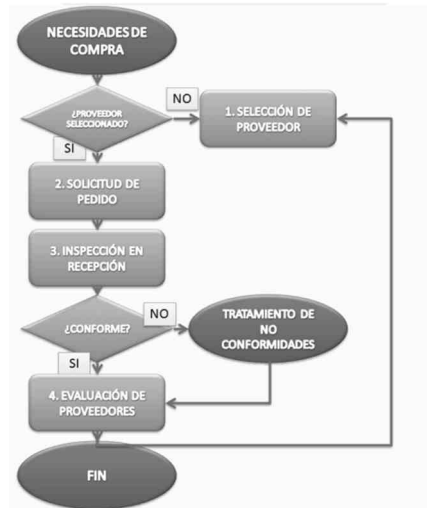 NECESIDADES DE
COMPRA
¿PROVEEDOR
SELECCIONADO?
NO
1. SELECCIÓN DE
PROVEEDOR
SI
2. SOLICITUD DE
PEDIDO
3. INSPECCIÓN EN
RECEPCIÓN
¿CONFORME?
NO
TRATAMIENTO DE
NO
CONFORMIDADES
SI
4. EVALUACIÓN DE
PROVEEDORES
FIN